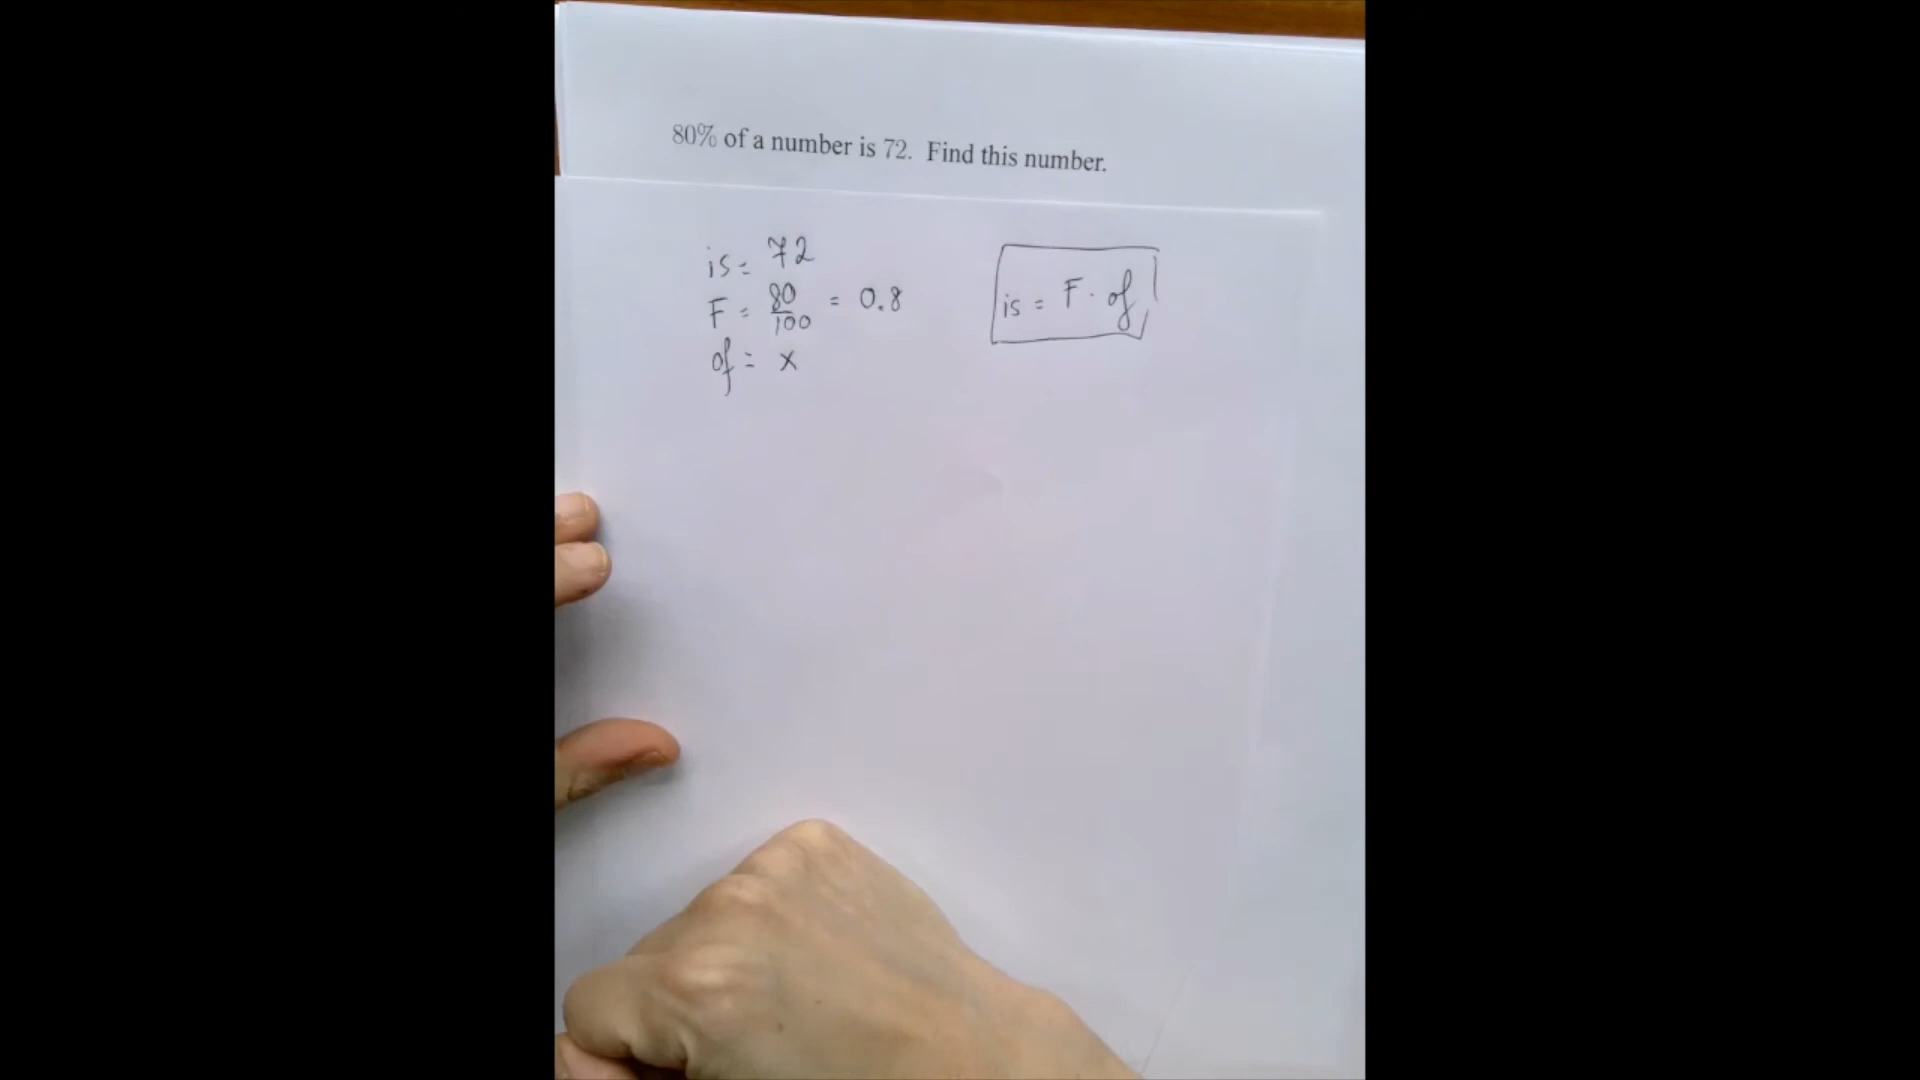 80% of a number is 72. Find this number.
is = 72
F = 80/100 = 0.8
of = x
is = F · of